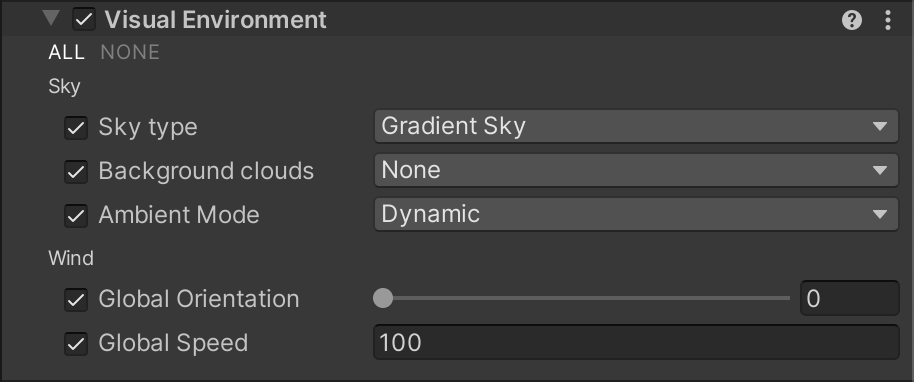 Visual Environment
ALL NONE
Sky
Sky type Gradient Sky
Background clouds None
Ambient Mode Dynamic
Wind
Global Orientation 0
Global Speed 100